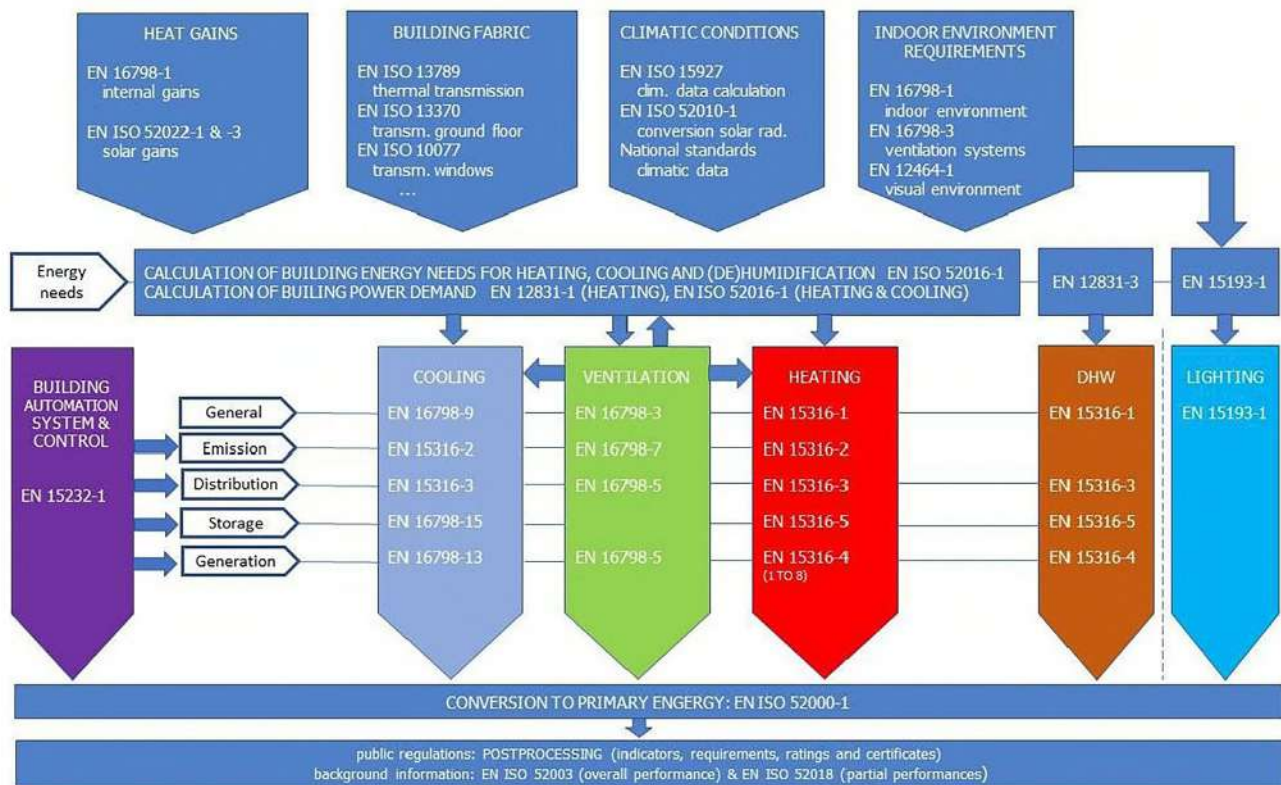 HEAT GAINS
EN 16798-1
internal gains
EN ISO 52022-1 & -3
solar gains
BUILDING FABRIC
EN ISO 13789
thermal transmission
EN ISO 13370
transm. ground floor
EN ISO 10077
transm. windows
...
CLIMATIC CONDITIONS
EN ISO 15927
clim. data calculation
EN ISO 52010-1
conversion solar rad.
National standards
climatic data
INDOOR ENVIRONMENT
REQUIREMENTS
EN 16798-1
indoor environment
EN 16798-3
ventilation systems
EN 12464-1
visual environment
Energy
needs
CALCULATION OF BUILDING ENERGY NEEDS FOR HEATING, COOLING AND (DE)HUMIDIFICATION EN ISO 52016-1
CALCULATION OF BUILING POWER DEMAND EN 12831-1 (HEATING), EN ISO 52016-1 (HEATING & COOLING)
EN 12831-3
EN 15193-1
BUILDING
AUTOMATION
SYSTEM &
CONTROL
EN 15232-1
General
Emission
Distribution
Storage
Generation
COOLING
EN 16798-9
EN 15316-2
EN 15316-3
EN 16798-15
EN 16798-13
VENTILATION
EN 16798-3
EN 16798-7
EN 16798-5
EN 16798-5
HEATING
EN 15316-1
EN 15316-2
EN 15316-3
EN 15316-5
EN 15316-4
(1 TO 8)
DHW
EN 15316-1
EN 15316-3
EN 15316-5
EN 15316-4
LIGHTING
EN 15193-1
CONVERSION TO PRIMARY ENGERGY: EN ISO 52000-1
public regulations: POSTPROCESSING (indicators, requirements, ratings and certificates)
background information: EN ISO 52003 (overall performance) & EN ISO 52018 (partial performances)